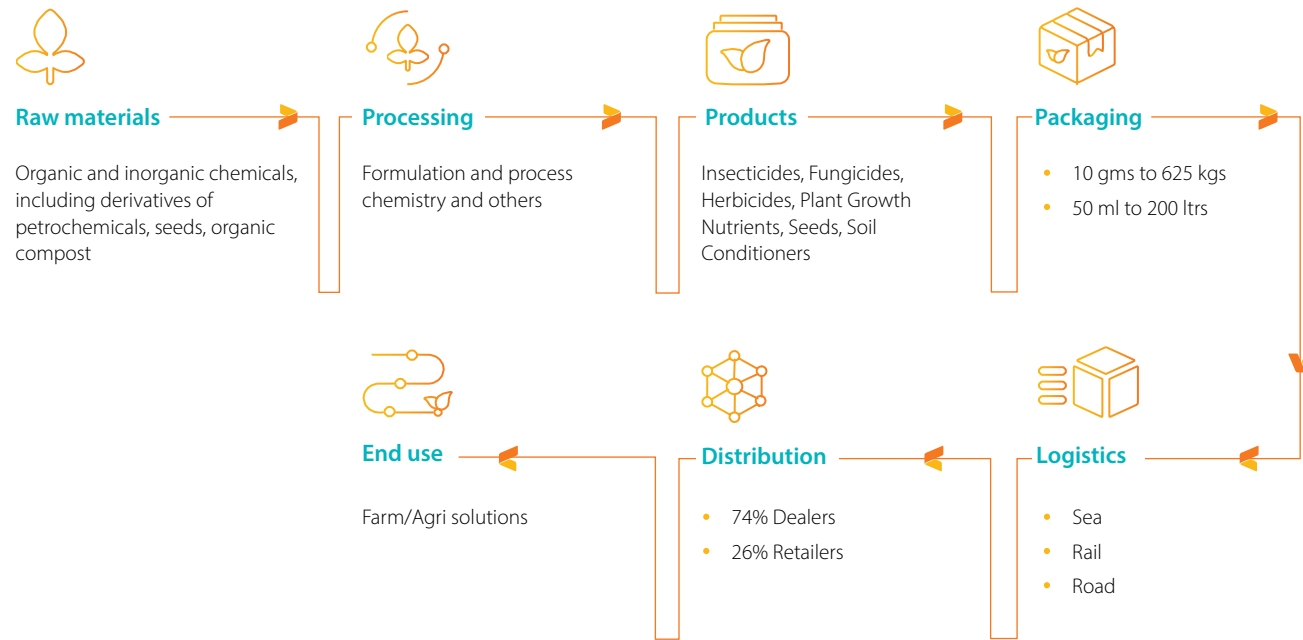 Raw materials
Organic and inorganic chemicals,
including derivatives of
petrochemicals, seeds, organic
compost
Processing
Formulation and process
chemistry and others
Products
Insecticides, Fungicides,
Herbicides, Plant Growth
Nutrients, Seeds, Soil
Conditioners
Packaging
• 10 gms to 625 kgs
• 50 ml to 200 ltrs
Logistics
• Sea
• Rail
• Road
Distribution
• 74% Dealers
• 26% Retailers
End use
Farm/Agri solutions